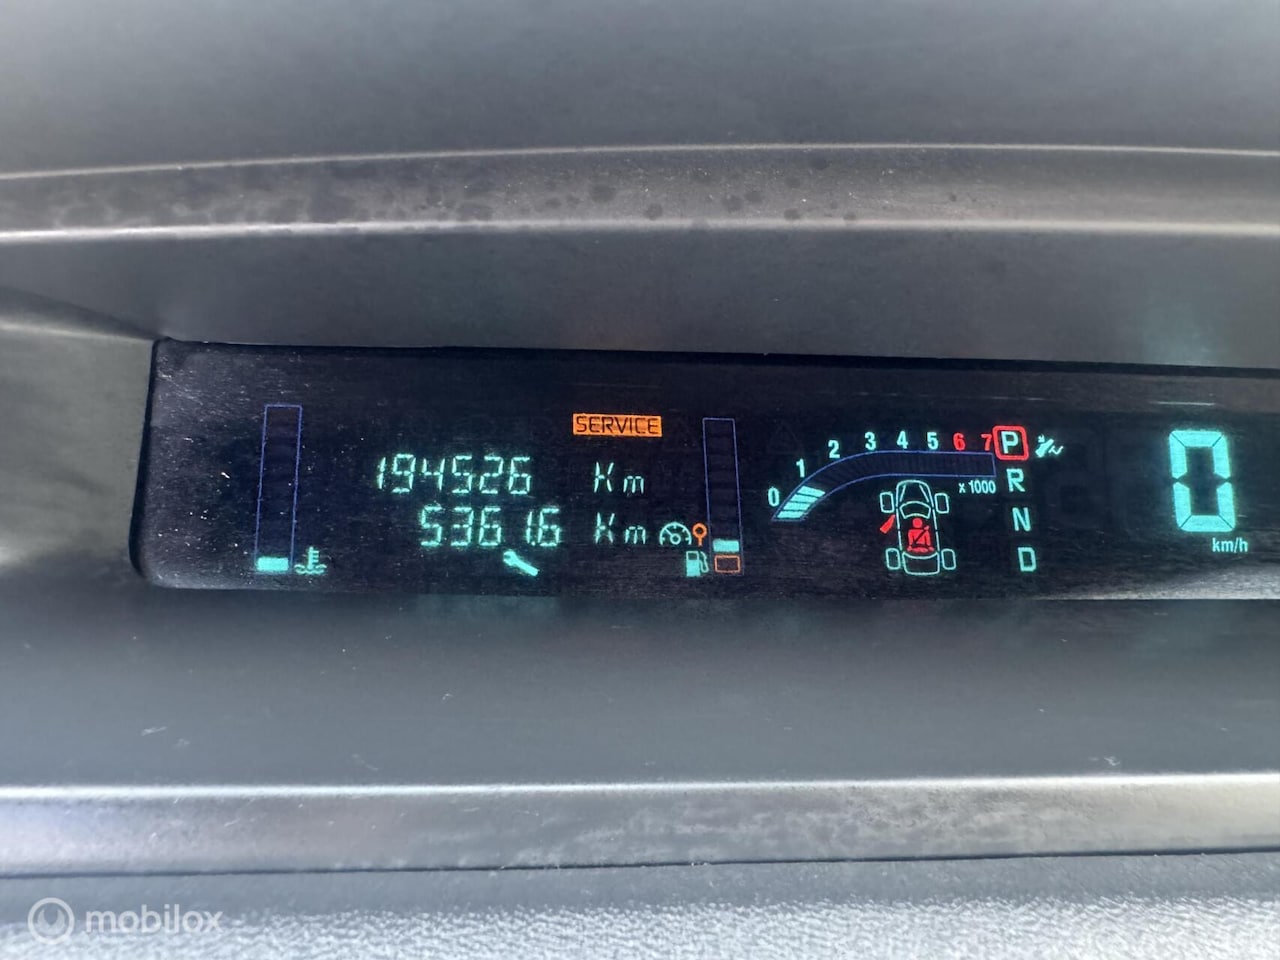 SERVICE
194526 Km
5361.6 Km
0 1 2 3 4 5 6 7
x 1000
P
R
N
D
0
km/h
mobilox